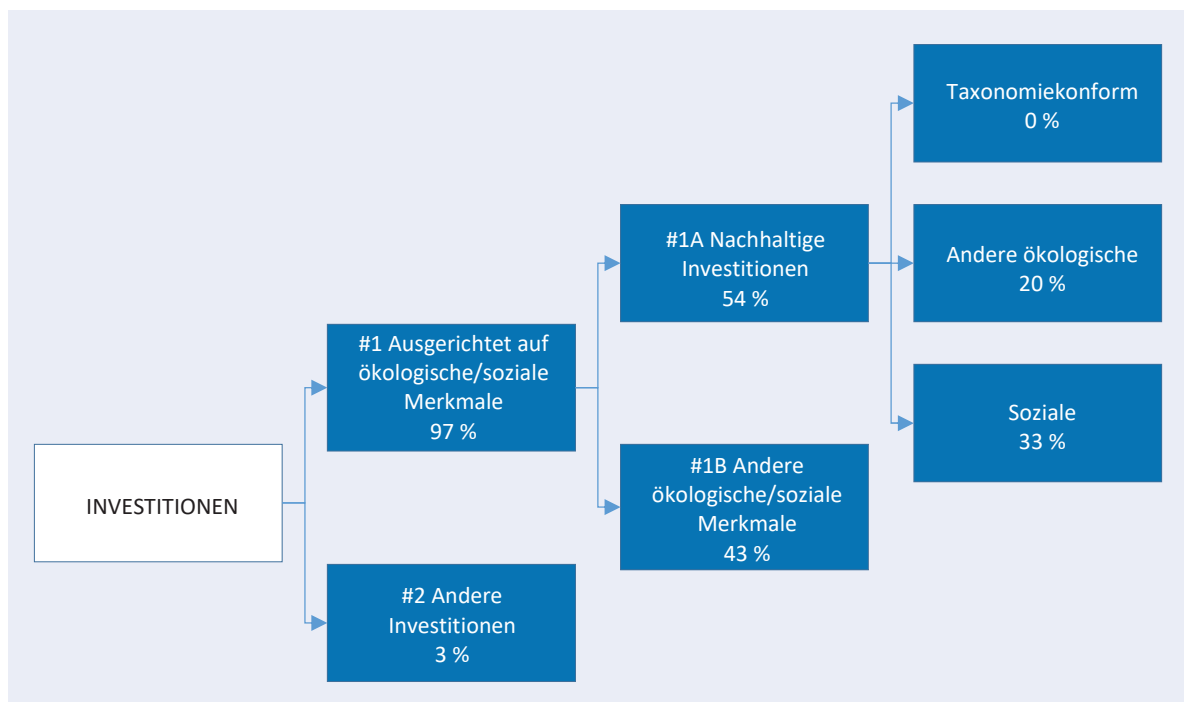 INVESTITIONEN
#1 Ausgerichtet auf
ökologische/soziale
Merkmale
97 %
#2 Andere
Investitionen
3 %
#1A Nachhaltige
Investitionen
54 %
#1B Andere
ökologische/soziale
Merkmale
43 %
Taxonomiekonform
0 %
Andere ökologische
20 %
Soziale
33 %